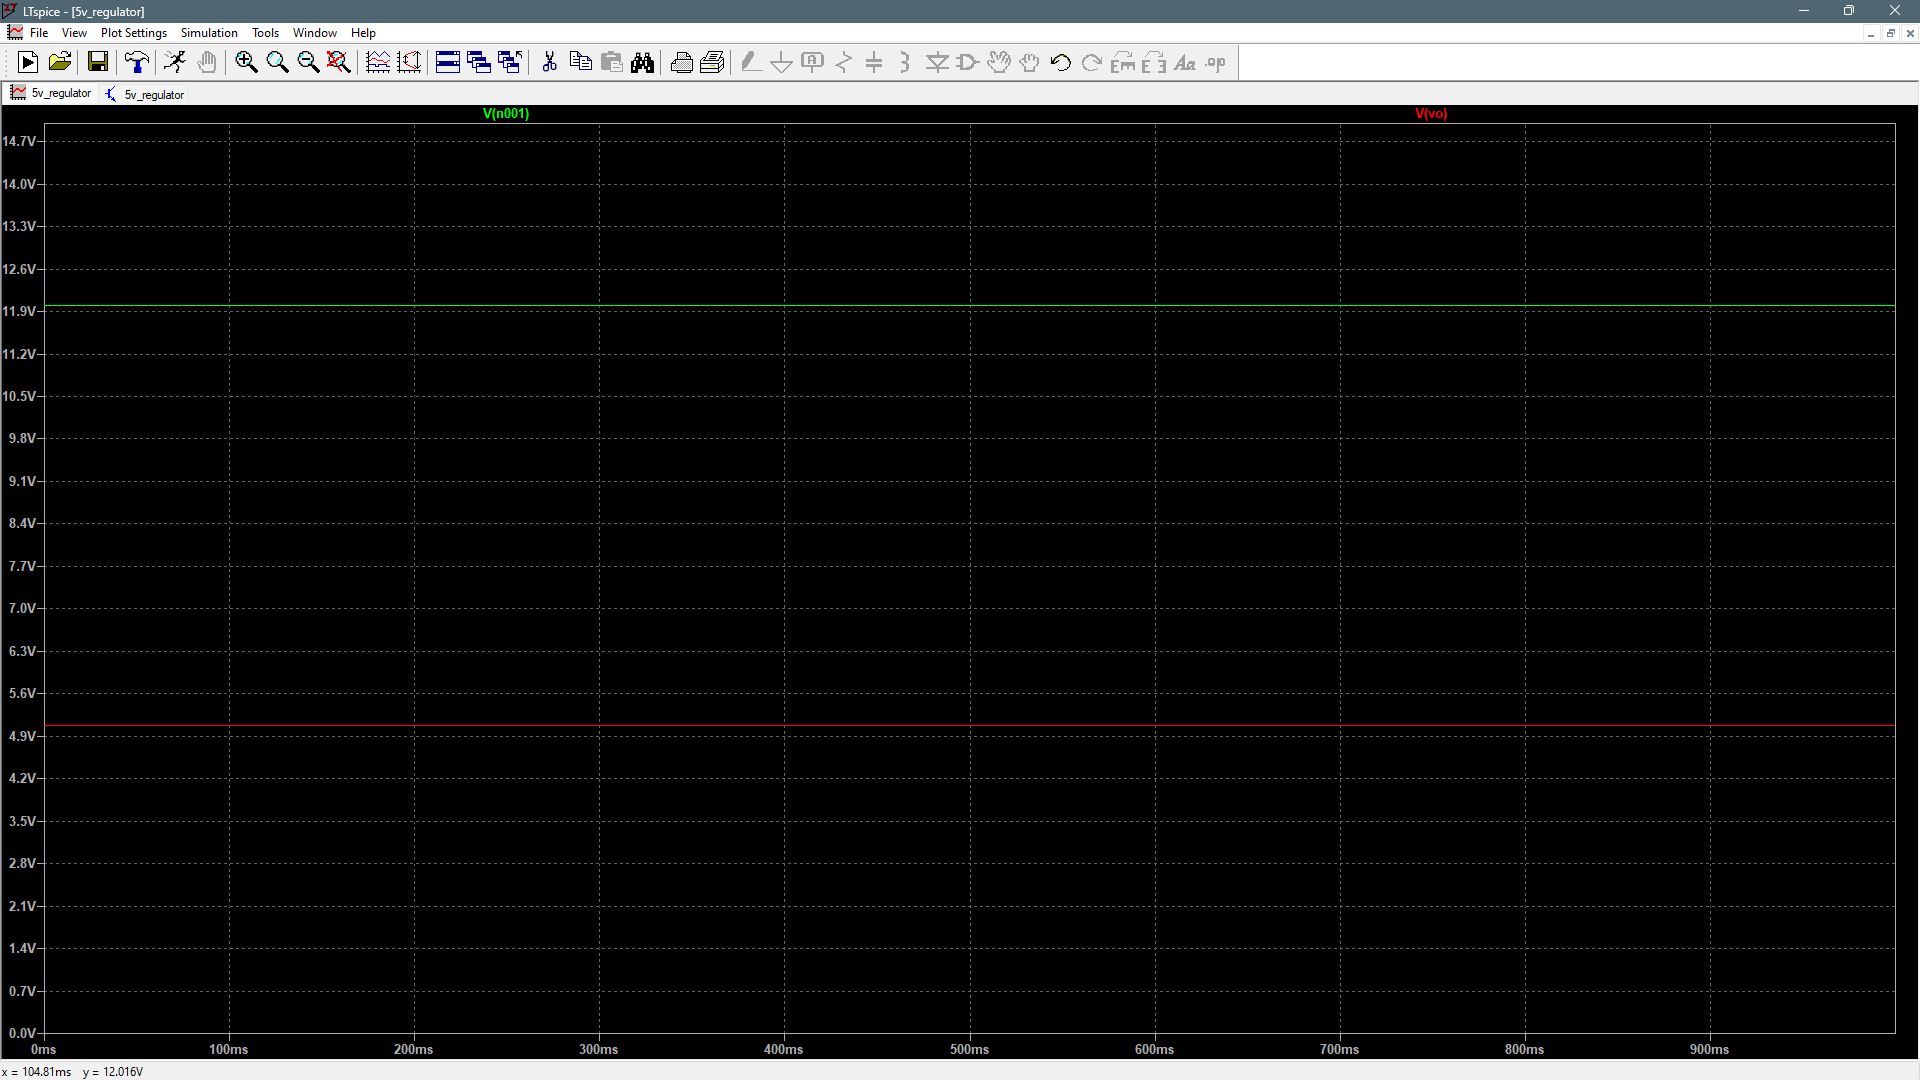 LTspice - [5v_regulator]
File View Plot Settings Simulation Tools Window Help
A Aa .op
5v_regulator 5v_regulator
V(n001) V(vo)
14.7V
14.0V
13.3V
12.6V
11.9V
11.2V
10.5V
9.8V
9.1V
8.4V
7.7V
7.0V
6.3V
5.6V
4.9V
4.2V
3.5V
2.8V
2.1V
1.4V
0.7V
0.0V
0ms 100ms 200ms 300ms 400ms 500ms 600ms 700ms 800ms 900ms
x = 104.81ms y = 12.016V